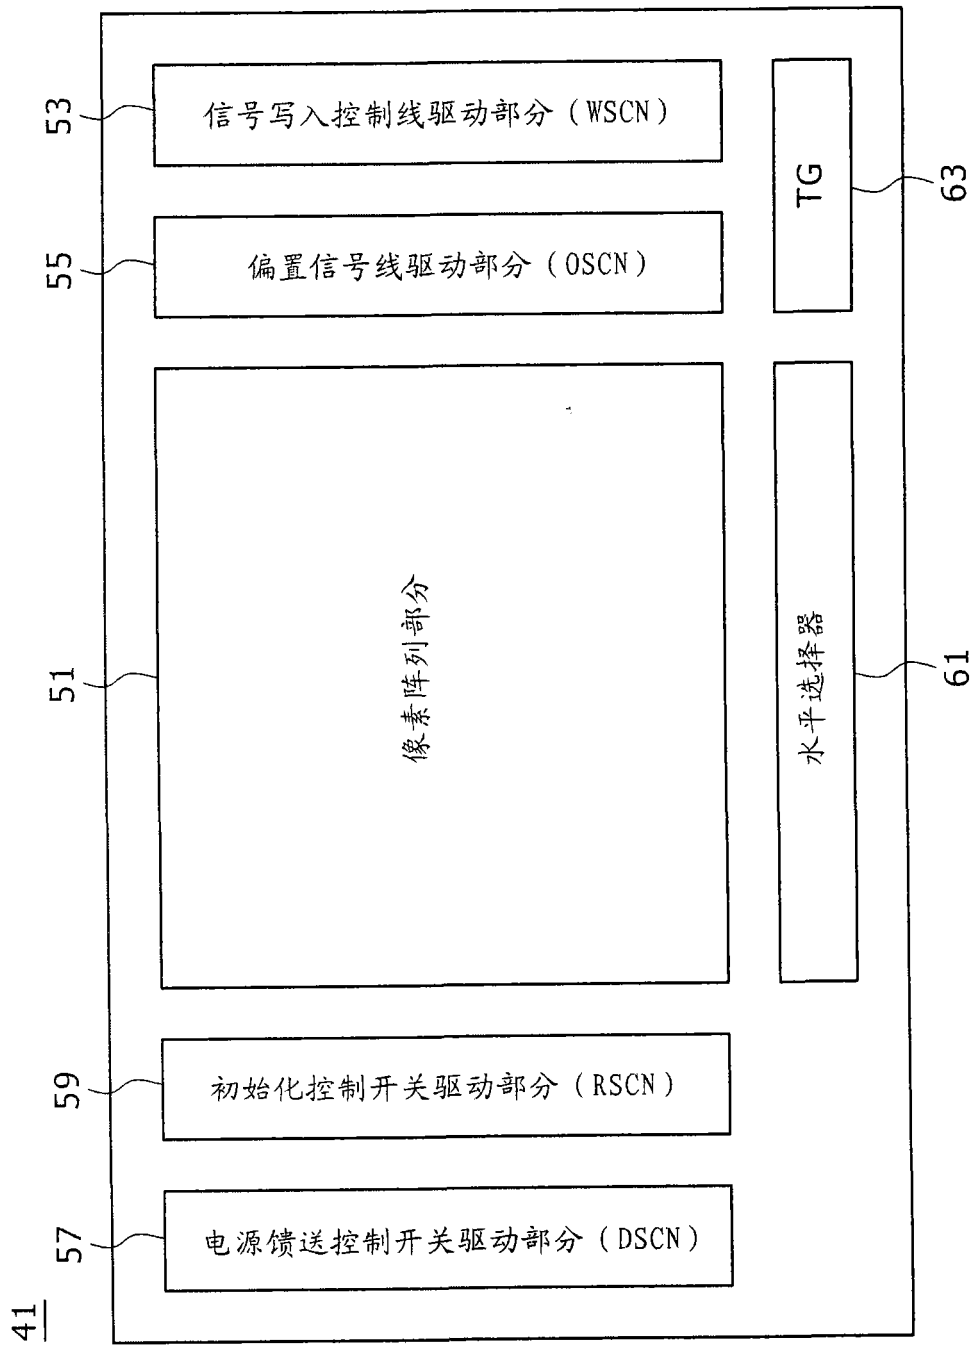 41
53
信号写入控制线驱动部分(WSCN)
55
偏置信号线驱动部分(OSCN)
TG
63
51
像素阵列部分
水平选择器
61
59
初始化控制开关驱动部分(RSCN)
57
电源馈送控制开关驱动部分(DSCN)